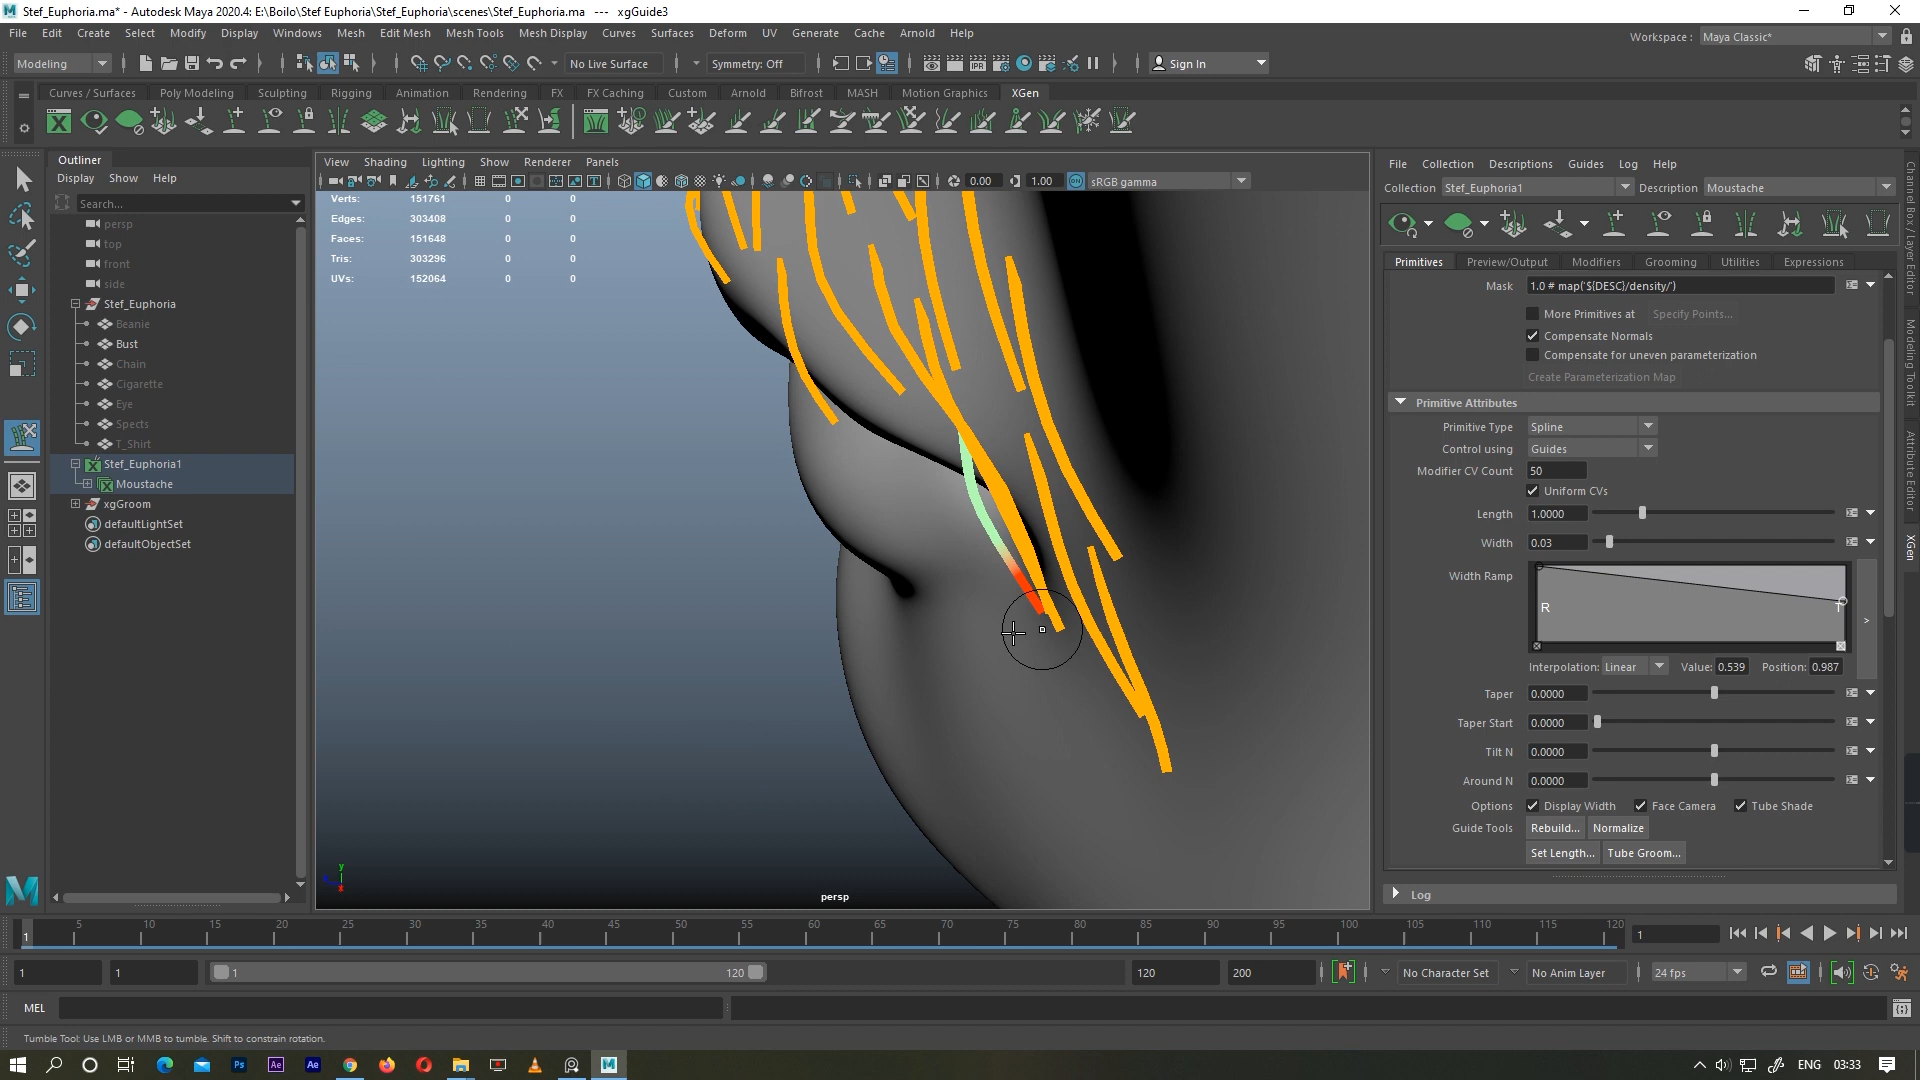 Stef_Euphoria.ma* - Autodesk Maya 2020.4: E:\Boilo\Stef Euphoria\Stef_Euphoria\scenes\Stef_Euphoria.ma --- xgGuide3
File Edit Create Select Modify Display Windows Mesh Edit Mesh Mesh Tools Mesh Display Curves Surfaces Deform UV Generate Cache Arnold Help
Workspace : Maya Classic*
Modeling No Live Surface Symmetry: Off Sign In
Curves / Surfaces Poly Modeling Sculpting Rigging Animation Rendering FX FX Caching Custom Arnold Bifrost MASH Motion Graphics XGen
Outliner
Display Show Help
Search...
persp
top
front
side
Stef_Euphoria
Beanie
Bust
Chain
Cigarette
Eye
Spects
T_Shirt
Stef_Euphoria1
Moustache
xgGroom
defaultLightSet
defaultObjectSet
View Shading Lighting Show Renderer Panels
0.00 1.00 sRGB gamma
Verts: 151761 0 0
Edges: 303408 0 0
Faces: 151648 0 0
Tris: 303296 0 0
UVs: 152064 0 0
y
x
persp
File Collection Descriptions Guides Log Help
Collection Stef_Euphoria1 Description Moustache
Primitives Preview/Output Modifiers Grooming Utilities Expressions
Mask 1.0 # map('${DESC}/density/')
More Primitives at Specify Points...
Compensate Normals
Compensate for uneven parameterization
Create Parameterization Map
Primitive Attributes
Primitive Type Spline
Control using Guides
Modifier CV Count 50
Uniform CVs
Length 1.0000
Width 0.03
Width Ramp
R T
>
Interpolation: Linear Value: 0.539 Position: 0.987
Taper 0.0000
Taper Start 0.0000
Tilt N 0.0000
Around N 0.0000
Options Display Width Face Camera Tube Shade
Guide Tools Rebuild... Normalize
Set Length... Tube Groom...
Log
Channel Box / Layer Editor
Modeling Toolkit
Attribute Editor
XGen
1 5 10 15 20 25 30 35 40 45 50 55 60 65 70 75 80 85 90 95 100 105 110 115 120
1
1 1 1 120 120 200 No Character Set No Anim Layer 24 fps
MEL
Tumble Tool: Use LMB or MMB to tumble. Shift to constrain rotation.
Ps Ae Ae M ENG 03:33